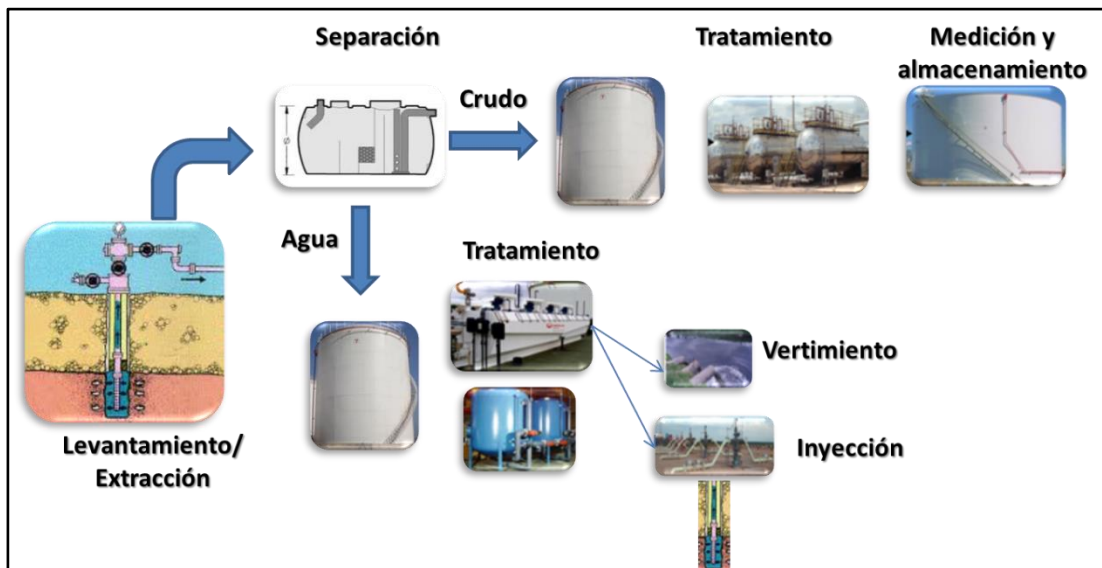 Separación
Tratamiento
Medición y
almacenamiento
Crudo
Agua
Tratamiento
Vertimiento
Inyección
Levantamiento/
Extracción